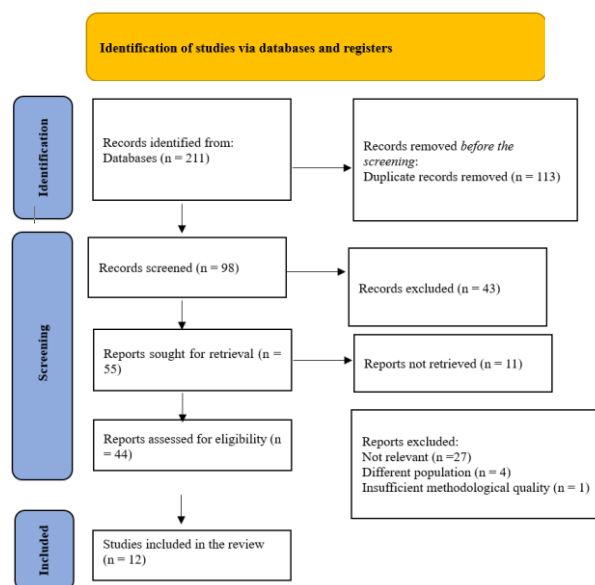 Identification of studies via databases and registers
Identification
Records identified from:
Databases (n = 211)
Records removed before the
screening:
Duplicate records removed (n = 113)
Screening
Records screened (n = 98)
Records excluded (n = 43)
Reports sought for retrieval (n =
55)
Reports not retrieved (n = 11)
Reports assessed for eligibility (n
= 44)
Reports excluded:
Not relevant (n =27)
Different population (n = 4)
Insufficient methodological quality (n = 1)
Included
Studies included in the review
(n = 12)